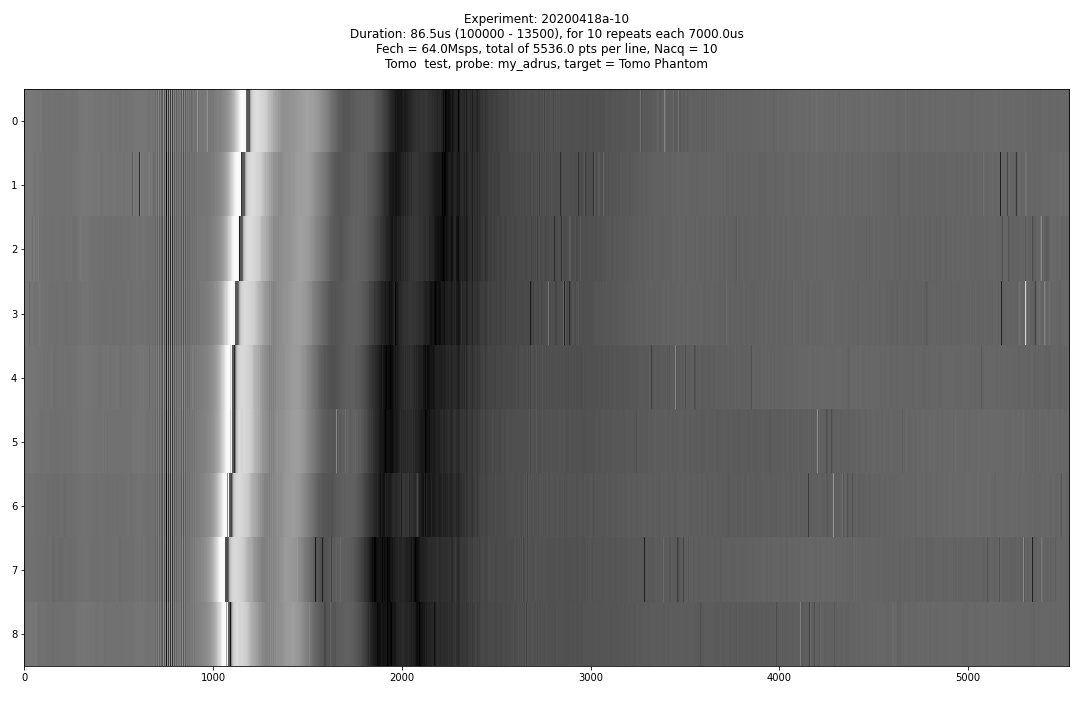 Experiment: 20200418a-10
Duration: 86.5us (100000 - 13500), for 10 repeats each 7000.0us
Fech = 64.0Msps, total of 5536.0 pts per line, Nacq = 10
Tomo  test, probe: my_adrus, target = Tomo Phantom
0
1
2
3
4
5
6
7
8
0 1000 2000 3000 4000 5000